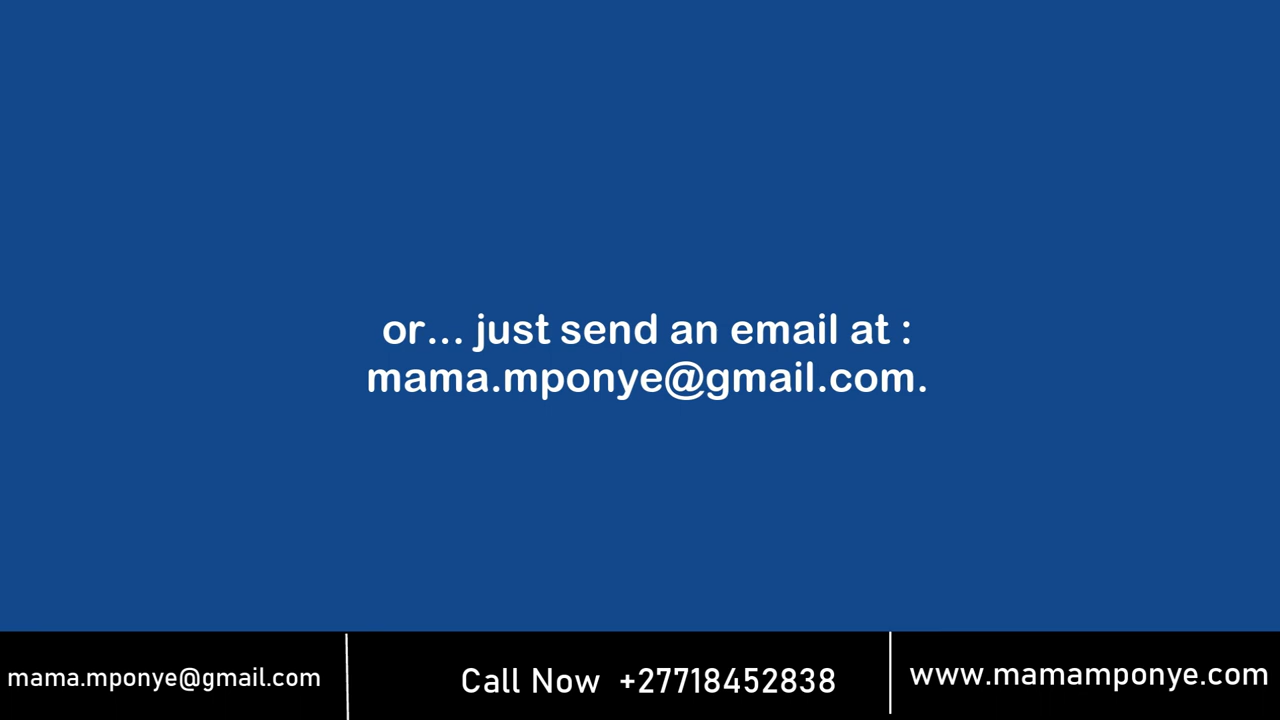 or... just send an email at :
mama.mponye@gmail.com.
mama.mponye@gmail.com
Call Now +27718452838
www.mamamponye.com